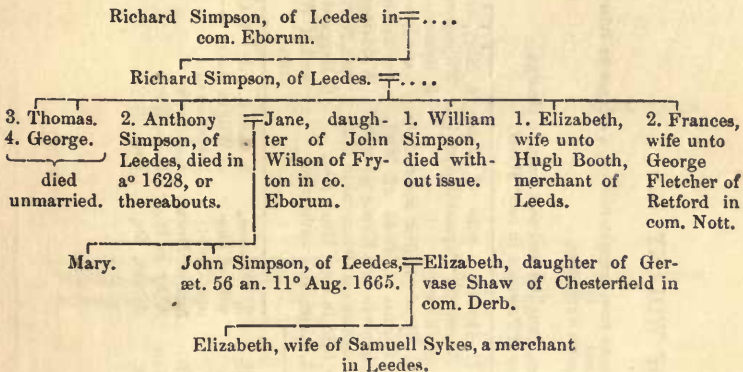 Richard Simpson, of Leedes in=....
com. Eborum.
Richard Simpson, of Leedes. =....
3. Thomas.
4. George.
died
unmarried.
2. Anthony
Simpson, of
Leedes, died in
aº 1628, or
thereabouts.
=Jane, daugh-
ter of John
Wilson of Fry-
ton in co.
Eborum.
1. William
Simpson,
died with-
out issue.
1. Elizabeth,
wife unto
Hugh Booth,
merchant of
Leeds.
2. Frances,
wife unto
George
Fletcher of
Retford in
com. Nott.
Mary.
John Simpson, of Leedes,
æt. 56 an. 11º Aug. 1665.
=Elizabeth, daughter of Ger-
vase Shaw of Chesterfield in
com. Derb.
Elizabeth, wife of Samuell Sykes, a merchant
in Leedes.